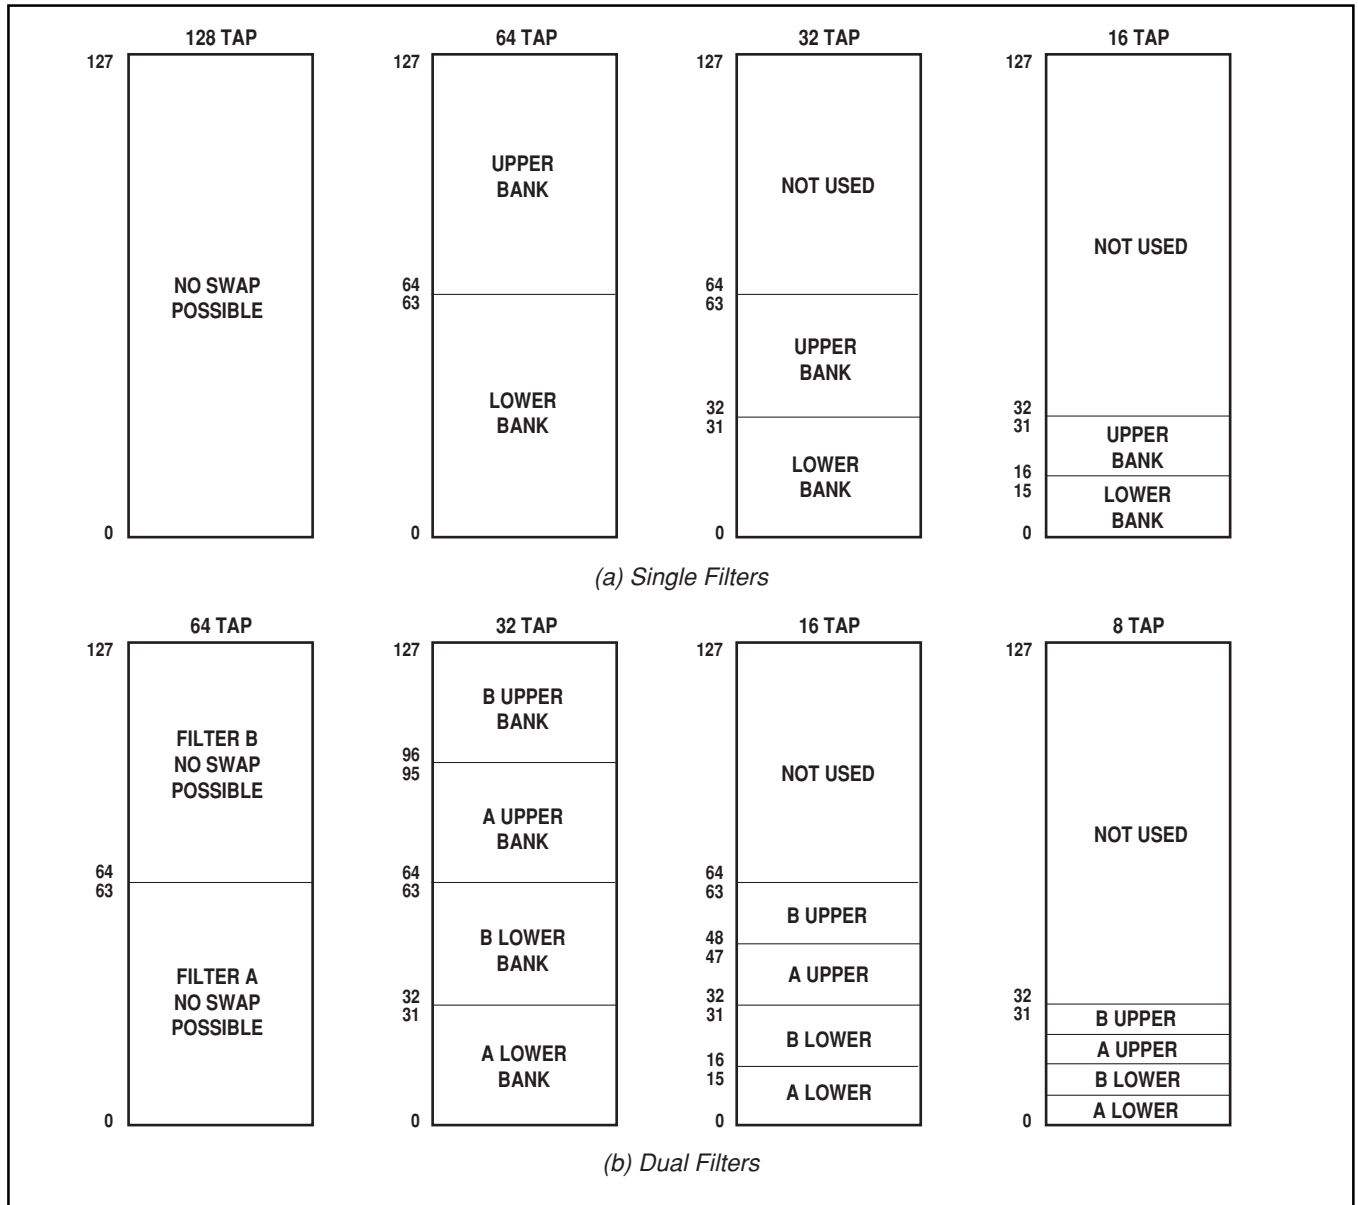 128 TAP
127
NO SWAP
POSSIBLE
0
64 TAP
127
UPPER
BANK
64
63
LOWER
BANK
0
32 TAP
127
NOT USED
64
63
UPPER
BANK
32
31
LOWER
BANK
0
16 TAP
127
NOT USED
32
31
UPPER
BANK
16
15
LOWER
BANK
0
(a) Single Filters
64 TAP
127
FILTER B
NO SWAP
POSSIBLE
64
63
FILTER A
NO SWAP
POSSIBLE
0
32 TAP
127
B UPPER
BANK
96
95
A UPPER
BANK
64
63
B LOWER
BANK
32
31
A LOWER
BANK
0
16 TAP
127
NOT USED
64
63
B UPPER
48
47
A UPPER
32
31
B LOWER
16
15
A LOWER
0
8 TAP
127
NOT USED
32
31
B UPPER
A UPPER
B LOWER
A LOWER
0
(b) Dual Filters